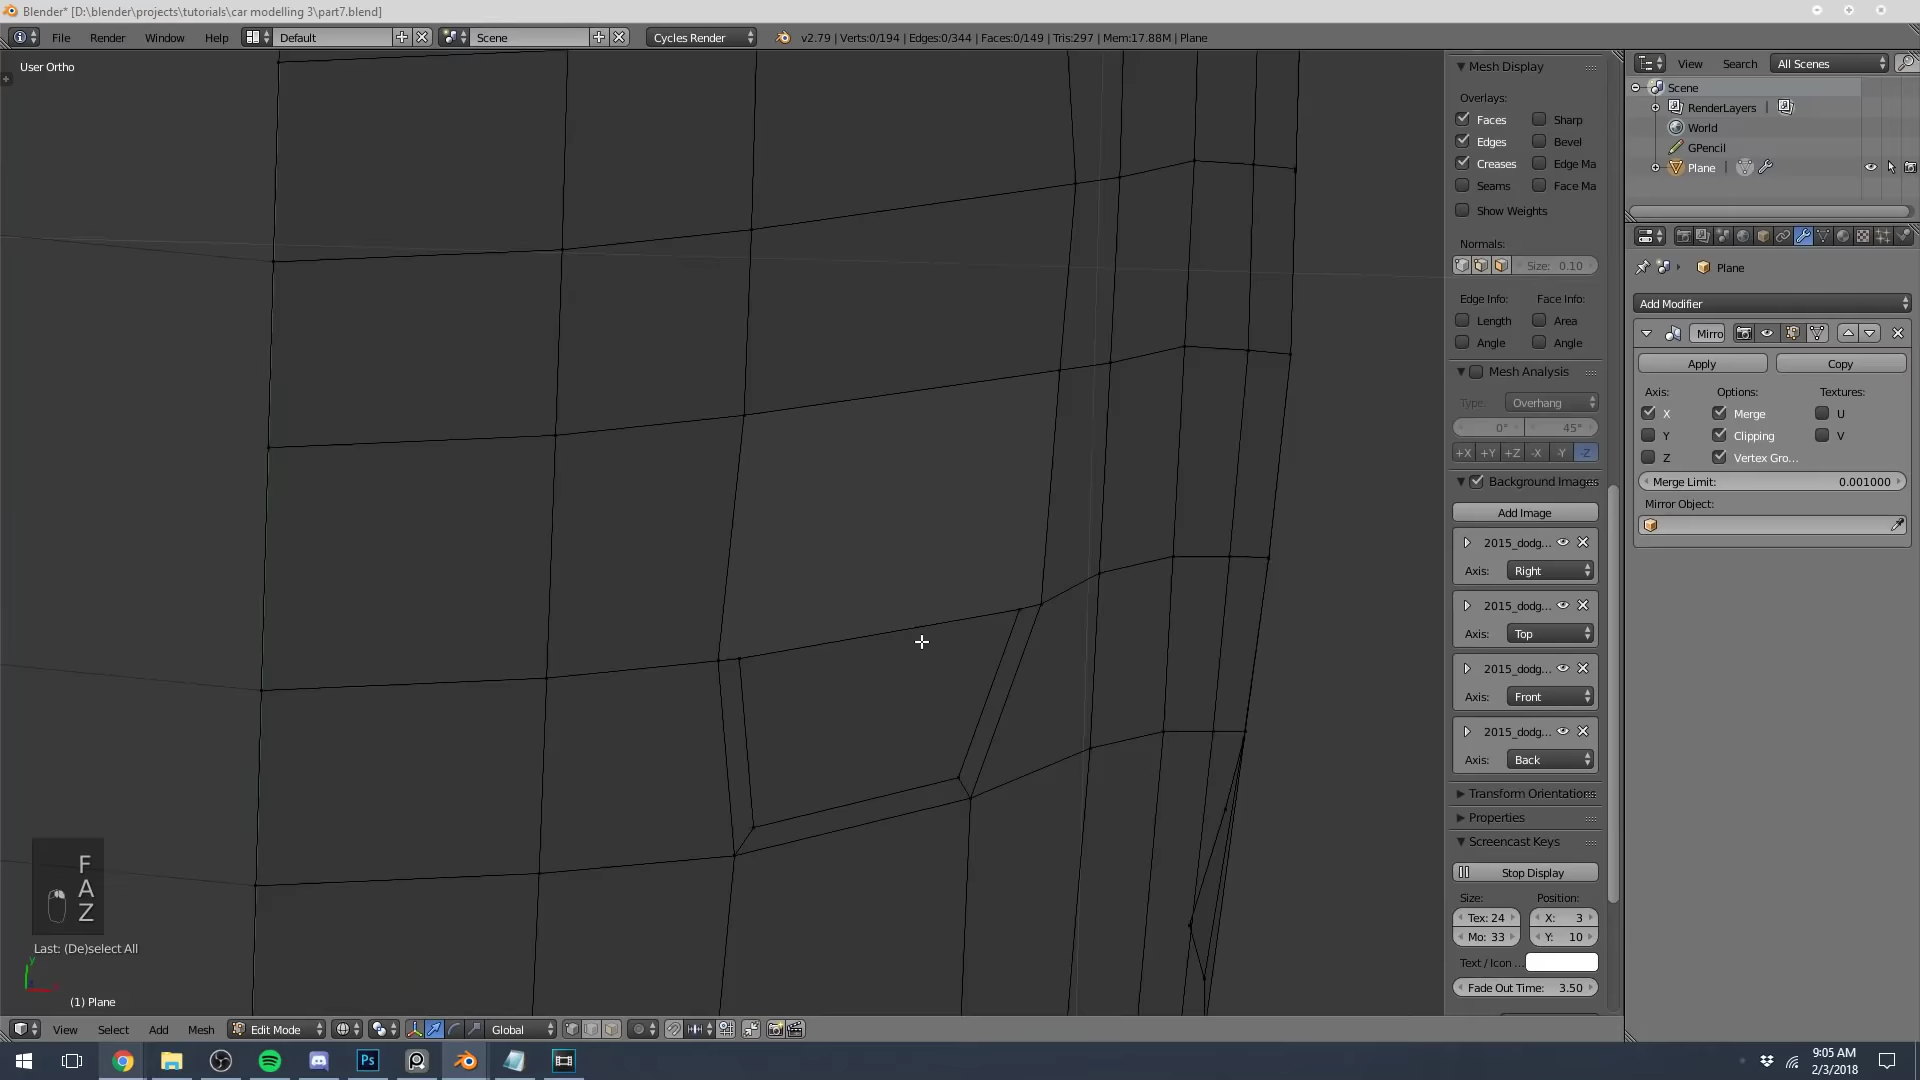 Blender* [D:\blender\projects\tutorials\car modelling 3\part7.blend]
File Render Window Help Default Scene Cycles Render v2.79 | Verts:0/194 | Edges:0/344 | Faces:0/149 | Tris:297 | Mem:17.88M | Plane
User Ortho
Mesh Display
Overlays:
Faces Sharp
Edges Bevel
Creases Edge Ma
Seams Face Ma
Show Weights
Normals:
Size: 0.10
Edge Info: Face Info:
Length Area
Angle Angle
Mesh Analysis
Type: Overhang
0° 45°
+X +Y +Z -X -Y -Z
Background Images
Add Image
2015_dodg...
Axis: Right
2015_dodg...
Axis: Top
2015_dodg...
Axis: Front
2015_dodg...
Axis: Back
Transform Orientations
Properties
Screencast Keys
Stop Display
Size: Position:
Tex: 24 X: 3
Mo: 33 Y: 10
Text / Icon ...
Fade Out Time: 3.50
View Search All Scenes
Scene
RenderLayers
World
GPencil
Plane
Plane
Add Modifier
Mirro
Apply Copy
Axis: Options: Textures:
X Merge U
Y Clipping V
Z Vertex Gro...
Merge Limit: 0.001000
Mirror Object:
F
A
Z
Last: (De)select All
y
(1) Plane
View Select Add Mesh Edit Mode Global
Ps
9:05 AM
2/3/2018